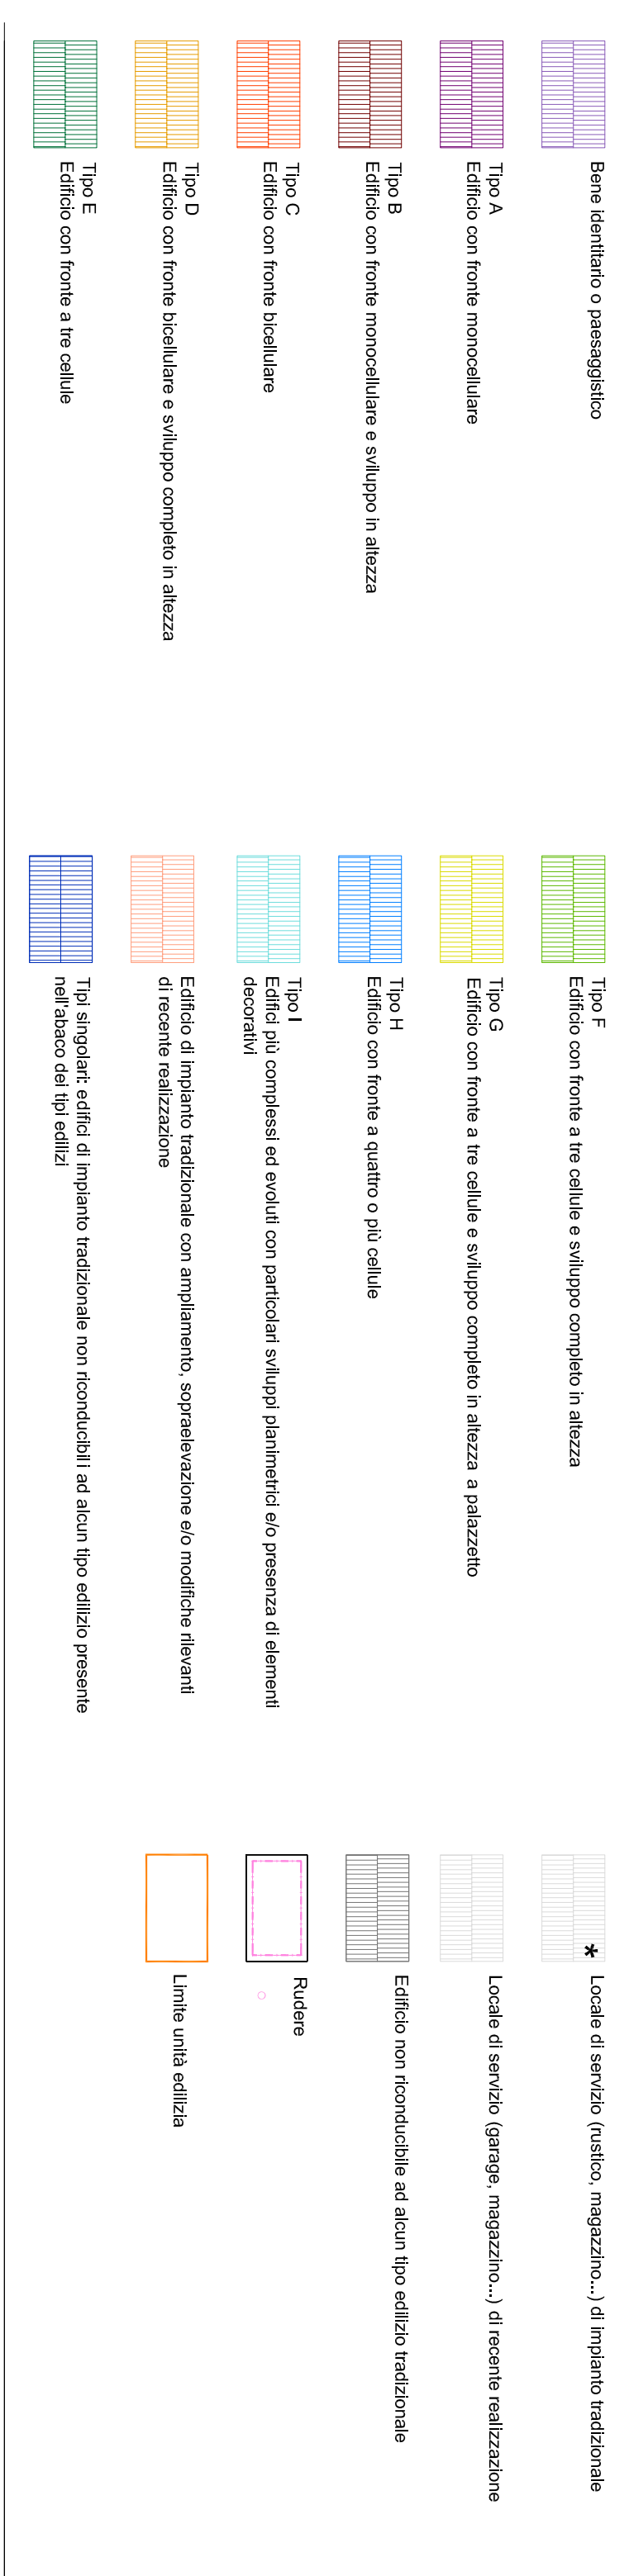 Bene identitario o paesaggistico
Tipo A
Edificio con fronte monocellulare
Tipo B
Edificio con fronte monocellulare e sviluppo in altezza
Tipo C
Edificio con fronte bicellulare
Tipo D
Edificio con fronte bicellulare e sviluppo completo in altezza
Tipo E
Edificio con fronte a tre cellule
Tipo F
Edificio con fronte a tre cellule e sviluppo completo in altezza
Tipo G
Edificio con fronte a tre cellule e sviluppo completo in altezza a palazzetto
Tipo H
Edificio con fronte a quattro o più cellule
Tipo I
Edifici più complessi ed evoluti con particolari sviluppi planimetrici e/o presenza di elementi
decorativi
Edificio di impianto tradizionale con ampliamento, sopraelevazione e/o modifiche rilevanti
di recente realizzazione
Tipi singolari: edifici di impianto tradizionale non riconducibili ad alcun tipo edilizio presente
nell'abaco dei tipi edilizi
* Locale di servizio (rustico, magazzino...) di impianto tradizionale
Locale di servizio (garage, magazzino...) di recente realizzazione
Edificio non riconducibile ad alcun tipo edilizio tradizionale
Rudere
Limite unità edilizia